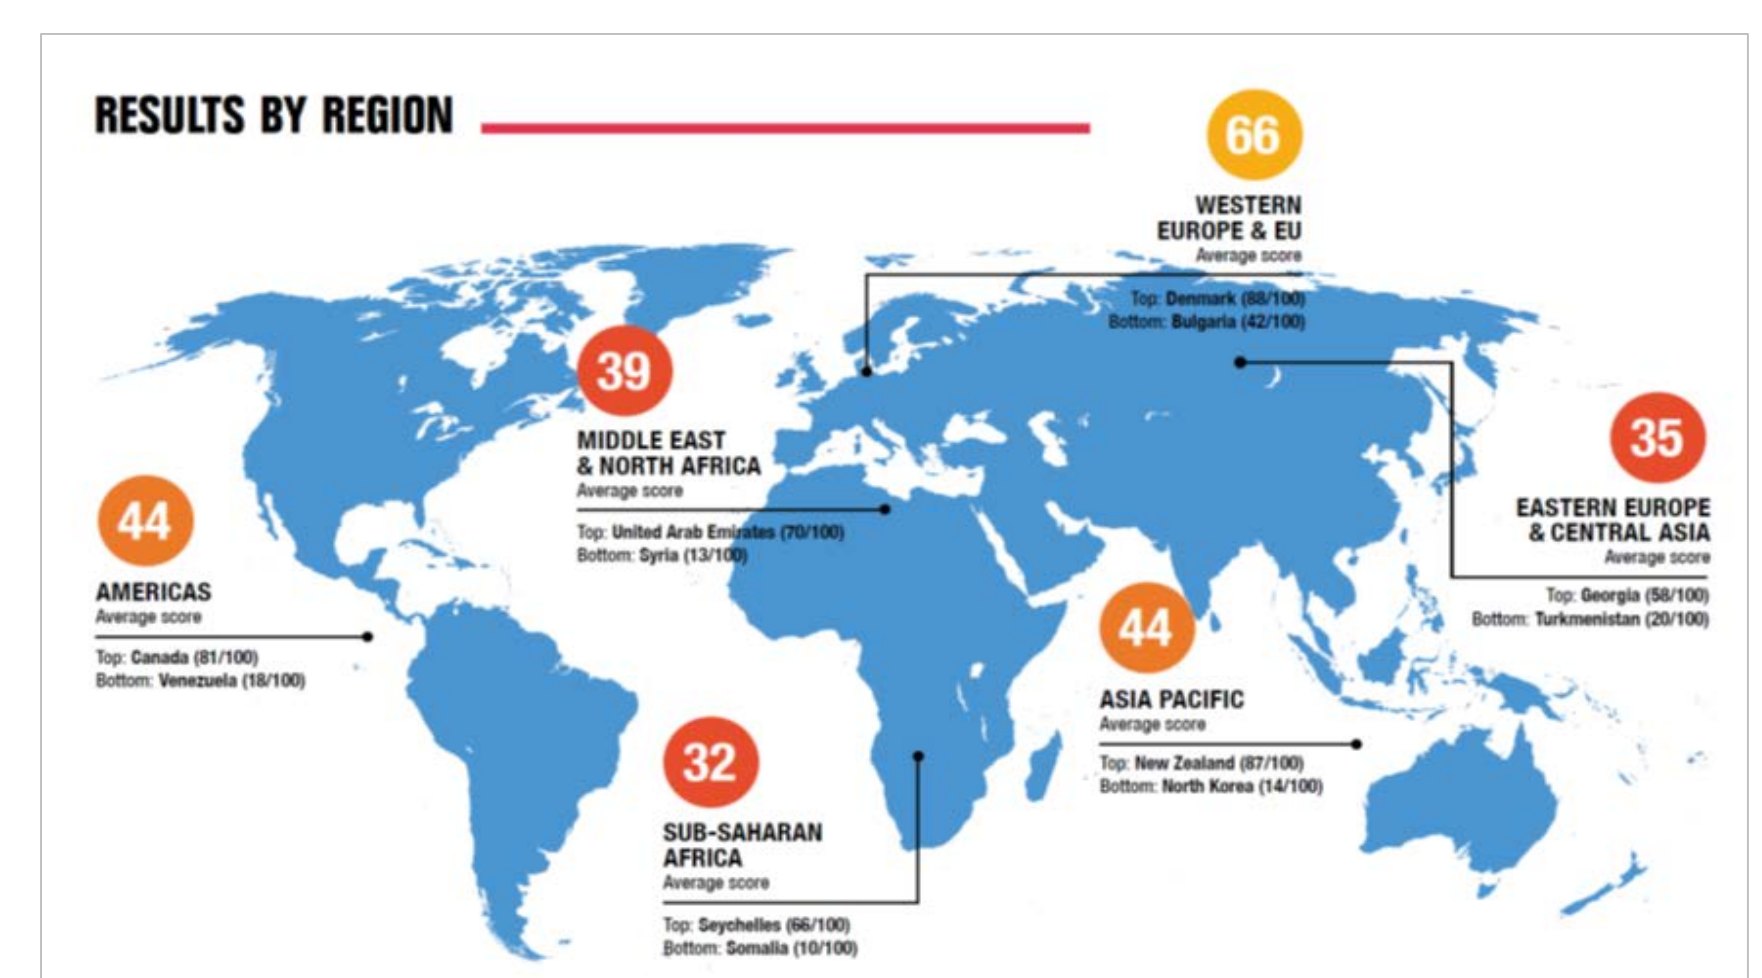 RESULTS BY REGION
66
WESTERN
EUROPE & EU
Average score
Top: Denmark (88/100)
Bottom: Bulgaria (42/100)
39
MIDDLE EAST
& NORTH AFRICA
Average score
Top: United Arab Emirates (70/100)
Bottom: Syria (13/100)
35
EASTERN EUROPE
& CENTRAL ASIA
Average score
Top: Georgia (58/100)
Bottom: Turkmenistan (20/100)
44
AMERICAS
Average score
Top: Canada (81/100)
Bottom: Venezuela (18/100)
44
ASIA PACIFIC
Average score
Top: New Zealand (87/100)
Bottom: North Korea (14/100)
32
SUB-SAHARAN
AFRICA
Average score
Top: Seychelles (66/100)
Bottom: Somalia (10/100)